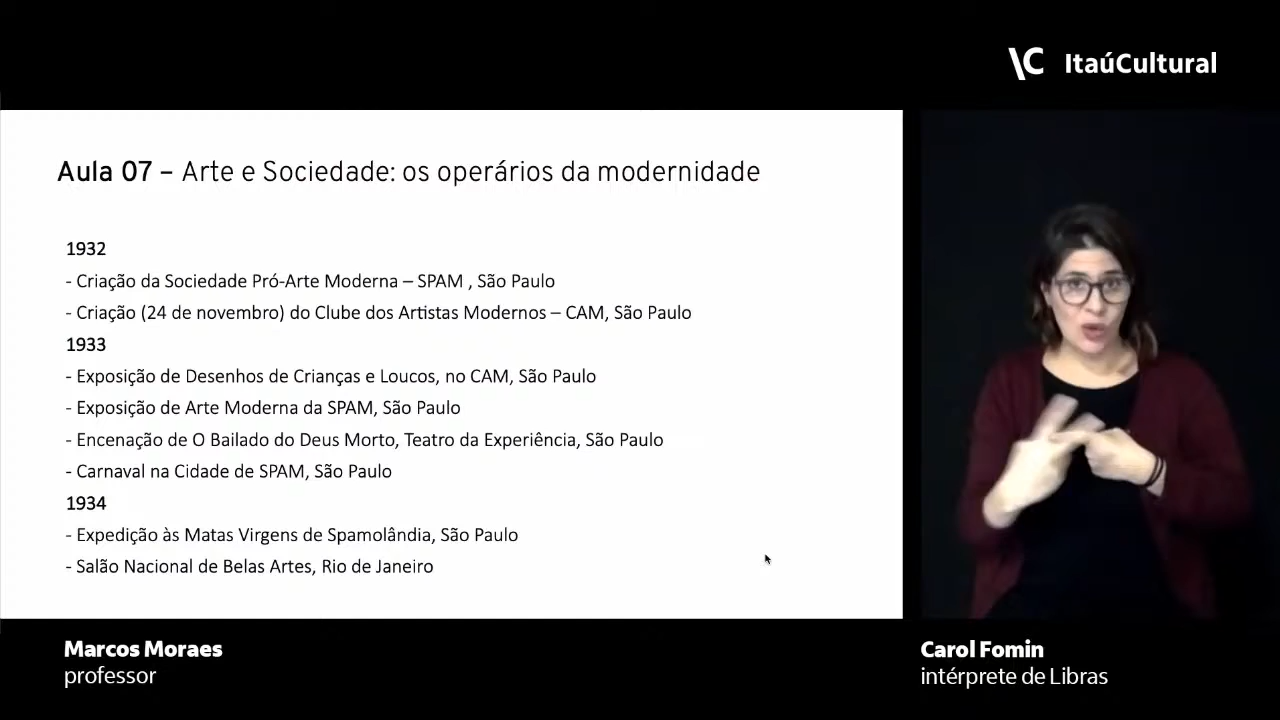 \C ItaúCultural
Aula 07 – Arte e Sociedade: os operários da modernidade
1932
- Criação da Sociedade Pró-Arte Moderna – SPAM , São Paulo
- Criação (24 de novembro) do Clube dos Artistas Modernos – CAM, São Paulo
1933
- Exposição de Desenhos de Crianças e Loucos, no CAM, São Paulo
- Exposição de Arte Moderna da SPAM, São Paulo
- Encenação de O Bailado do Deus Morto, Teatro da Experiência, São Paulo
- Carnaval na Cidade de SPAM, São Paulo
1934
- Expedição às Matas Virgens de Spamolândia, São Paulo
- Salão Nacional de Belas Artes, Rio de Janeiro
Marcos Moraes
professor
Carol Fomin
intérprete de Libras